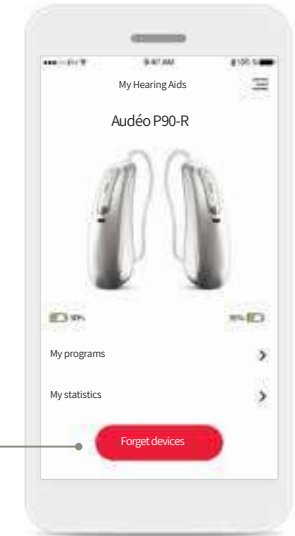 9:41 AM
My Hearing Aids
Audéo P90-R
My programs
My statistics
Forget devices